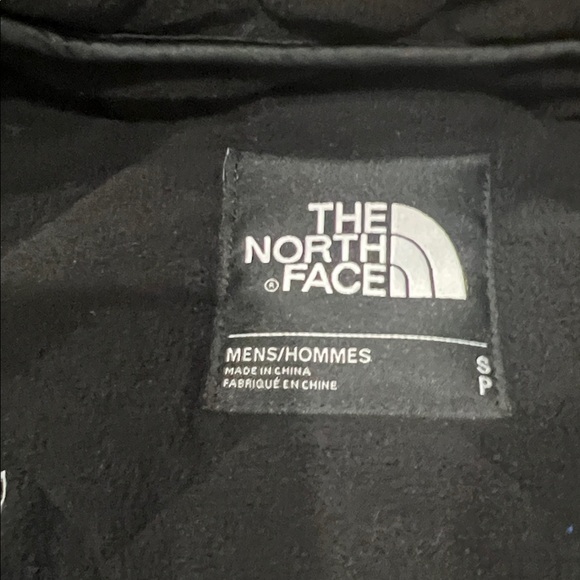 THE
NORTH
® FACE
MENS/HOMMES
MADE IN CHINA
FABRIQUÉ EN CHINE
S
P